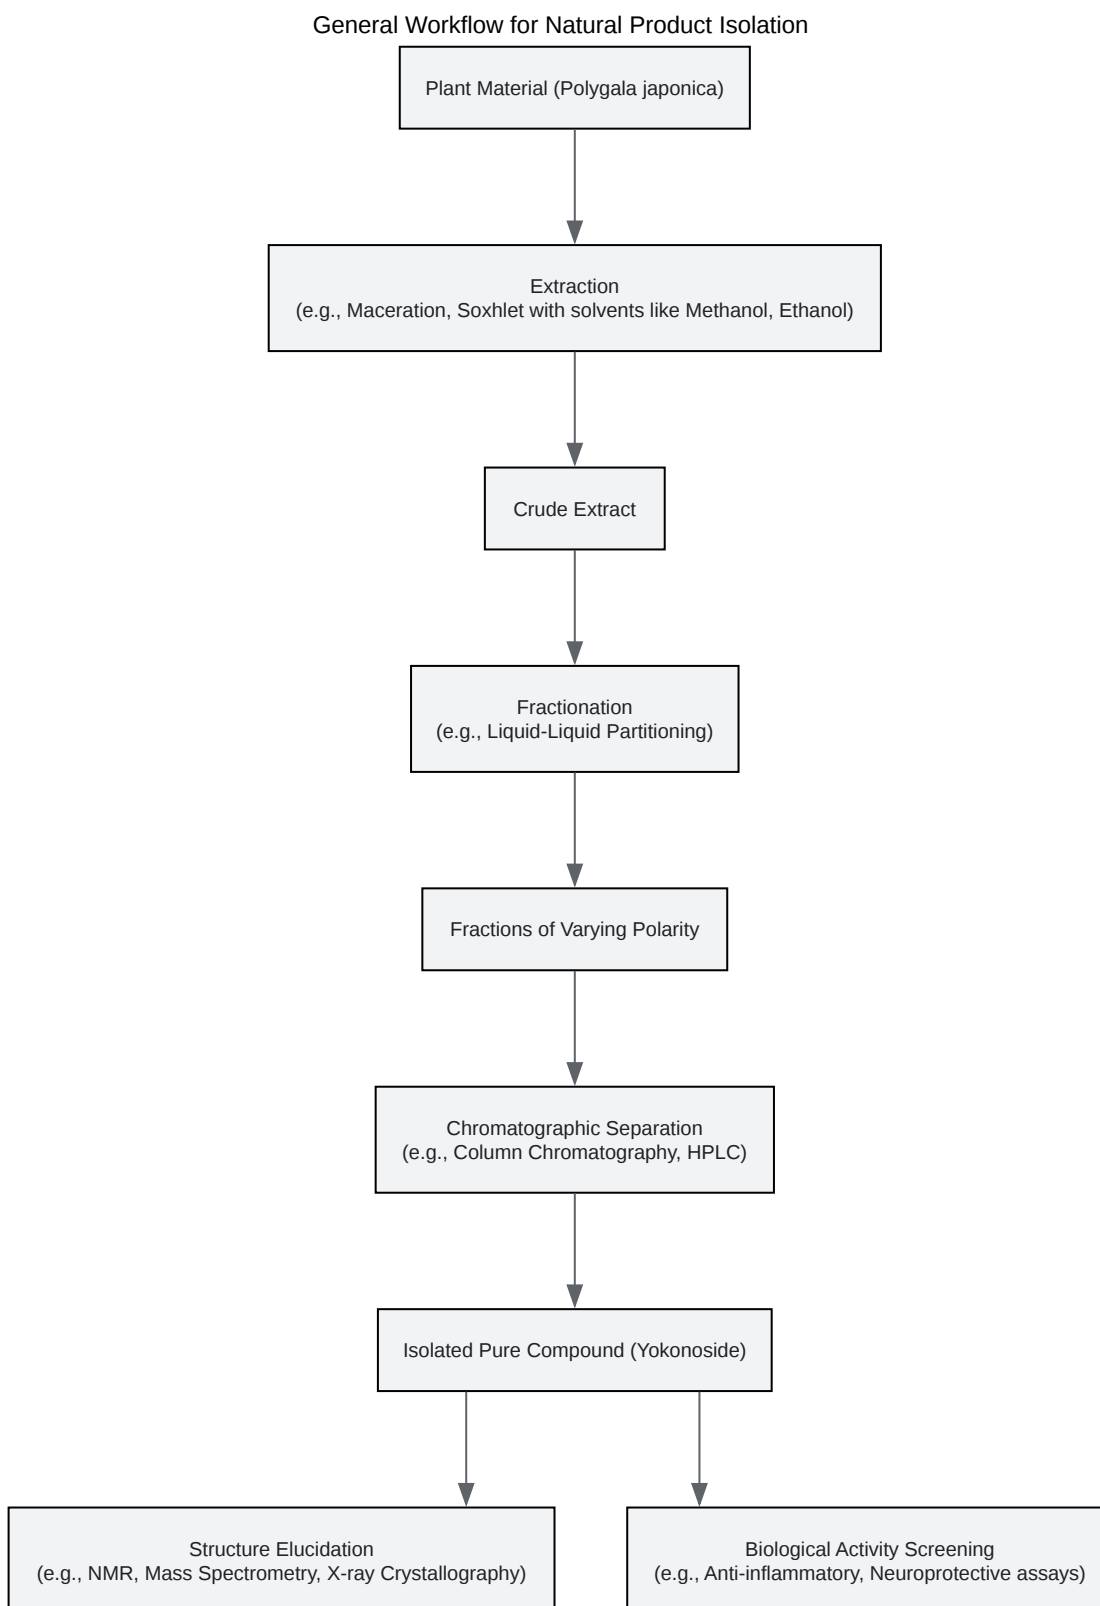 General Workflow for Natural Product Isolation
Plant Material (Polygala japonica)
Extraction
(e.g., Maceration, Soxhlet with solvents like Methanol, Ethanol)
Crude Extract
Fractionation
(e.g., Liquid-Liquid Partitioning)
Fractions of Varying Polarity
Chromatographic Separation
(e.g., Column Chromatography, HPLC)
Isolated Pure Compound (Yokonoside)
Structure Elucidation
(e.g., NMR, Mass Spectrometry, X-ray Crystallography)
Biological Activity Screening
(e.g., Anti-inflammatory, Neuroprotective assays)